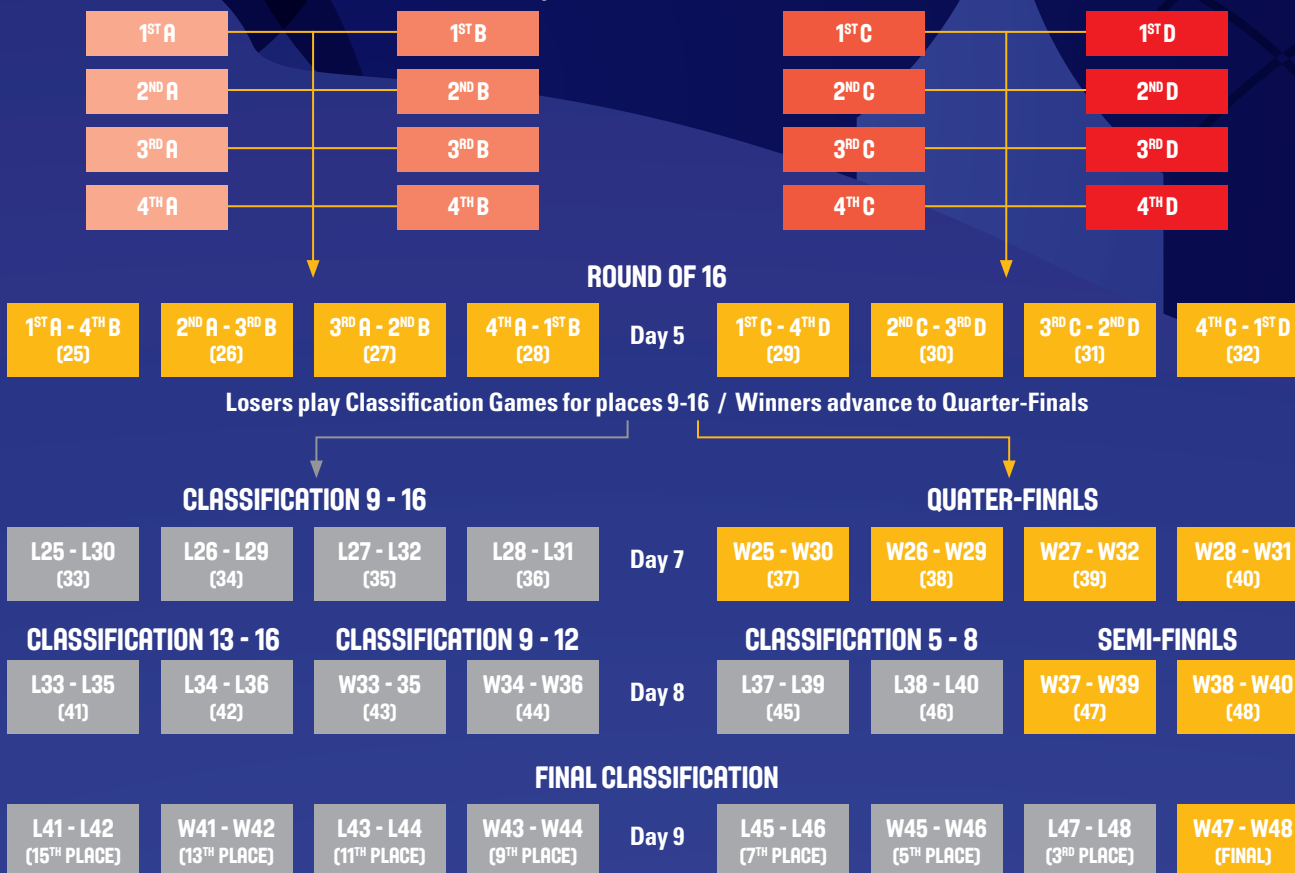 1ST A
1ST B
1ST C
1ST D
2ND A
2ND B
2ND C
2ND D
3RD A
3RD B
3RD C
3RD D
4TH A
4TH B
4TH C
4TH D
ROUND OF 16
1ST A - 4TH B
(25)
2ND A - 3RD B
(26)
3RD A - 2ND B
(27)
4TH A - 1ST B
(28)
Day 5
1ST C - 4TH D
(29)
2ND C - 3RD D
(30)
3RD C - 2ND D
(31)
4TH C - 1ST D
(32)
Losers play Classification Games for places 9-16 / Winners advance to Quarter-Finals
CLASSIFICATION 9 - 16
QUATER-FINALS
L25 - L30
(33)
L26 - L29
(34)
L27 - L32
(35)
L28 - L31
(36)
Day 7
W25 - W30
(37)
W26 - W29
(38)
W27 - W32
(39)
W28 - W31
(40)
CLASSIFICATION 13 - 16
CLASSIFICATION 9 - 12
CLASSIFICATION 5 - 8
SEMI-FINALS
L33 - L35
(41)
L34 - L36
(42)
W33 - 35
(43)
W34 - W36
(44)
Day 8
L37 - L39
(45)
L38 - L40
(46)
W37 - W39
(47)
W38 - W40
(48)
FINAL CLASSIFICATION
L41 - L42
(15TH PLACE)
W41 - W42
(13TH PLACE)
L43 - L44
(11TH PLACE)
W43 - W44
(9TH PLACE)
Day 9
L45 - L46
(7TH PLACE)
W45 - W46
(5TH PLACE)
L47 - L48
(3RD PLACE)
W47 - W48
(FINAL)